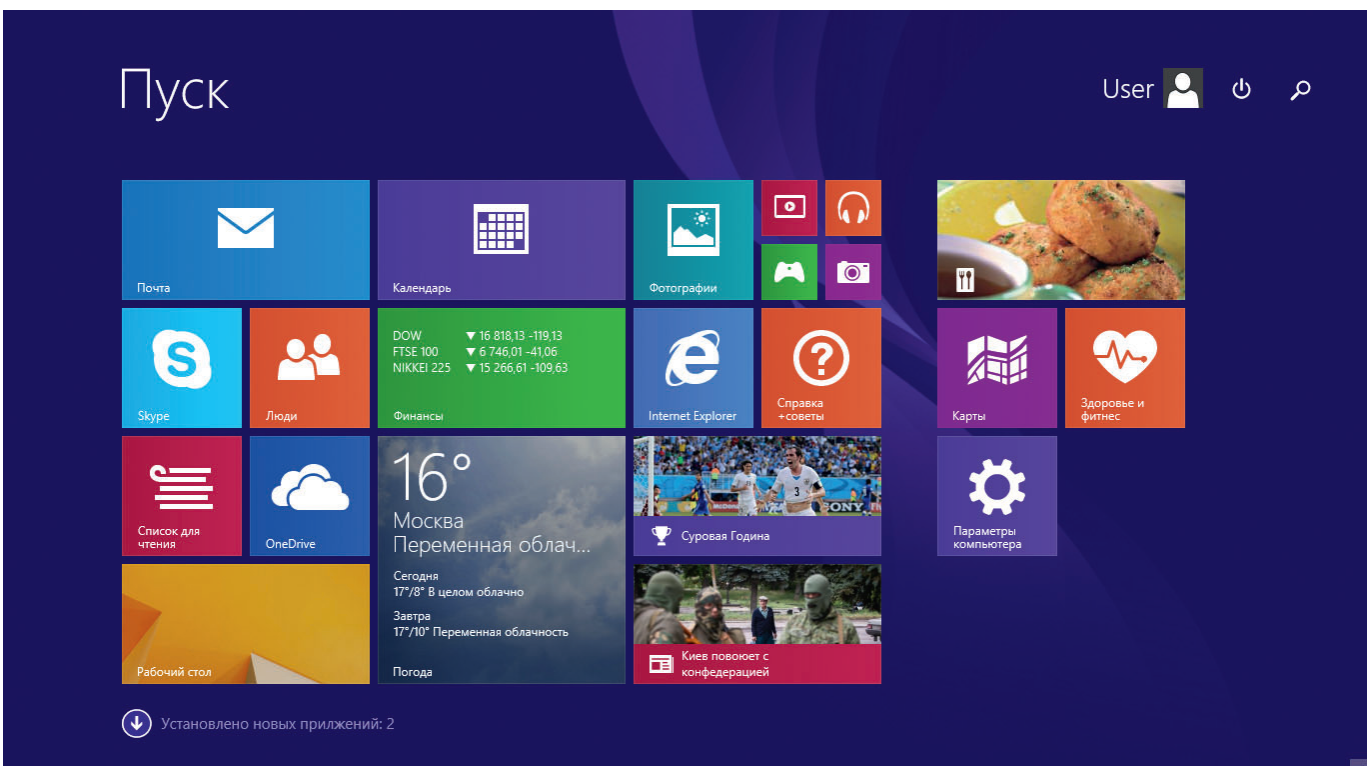 Пуск
User
Почта
Календарь
Фотографии
Skype
Люди
DOW ▼ 16 818,13 -119,13
FTSE 100 ▼ 6 746,01 -41,06
NIKKEI 225 ▼ 15 266,61 -109,63
Финансы
Internet Explorer
Справка
+советы
Карты
Здоровье и
фитнес
Список для
чтения
OneDrive
16°
Москва
Переменная облач...
Сегодня
17°/8° В целом облачно
Завтра
17°/10° Переменная облачность
Погода
3
SONY
Суровая Година
Параметры
компьютера
Рабочий стол
Киев повоюет с
конфедерацией
Установлено новых прилжений: 2